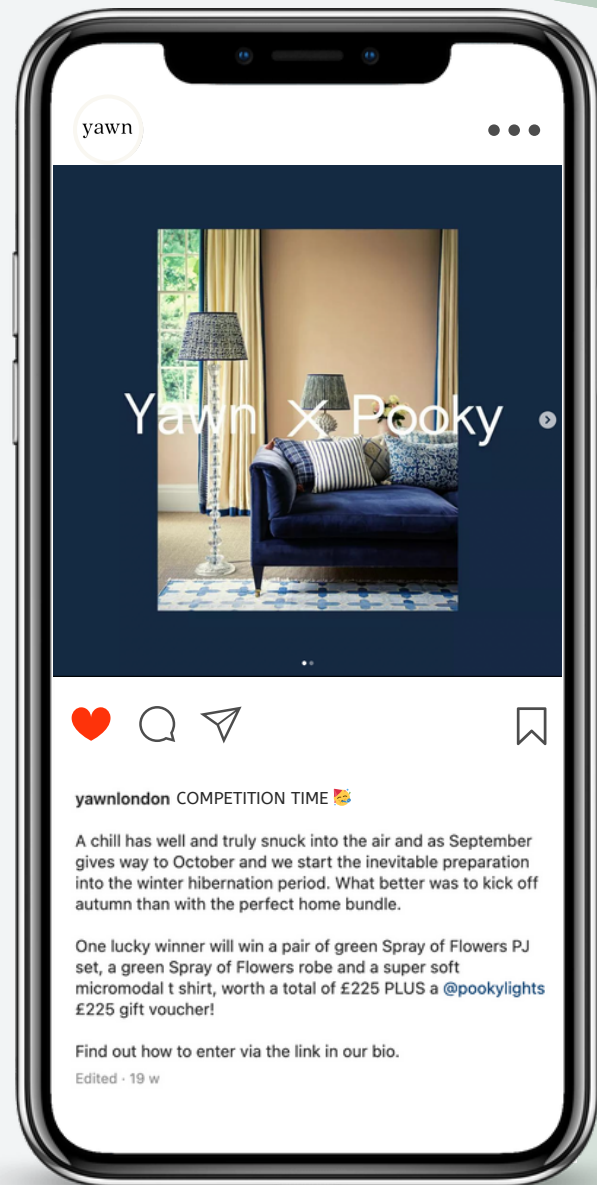 yawn
Yawn x Pooky
yawnlondon COMPETITION TIME 🥳
A chill has well and truly snuck into the air and as September
gives way to October and we start the inevitable preparation
into the winter hibernation period. What better was to kick off
autumn than with the perfect home bundle.
One lucky winner will win a pair of green Spray of Flowers PJ
set, a green Spray of Flowers robe and a super soft
micromodal t shirt, worth a total of £225 PLUS a @pookylights
£225 gift voucher!
Find out how to enter via the link in our bio.
Edited · 19 w